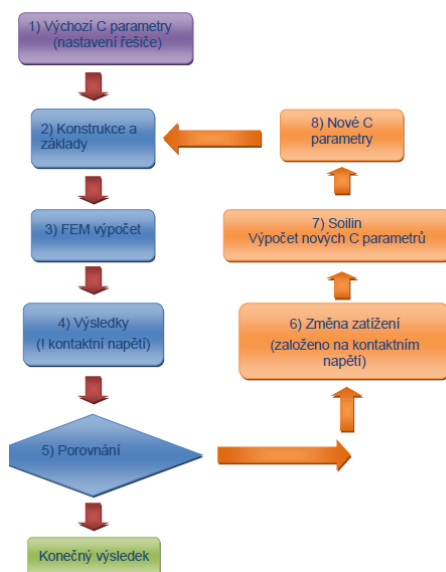 1) Výchozí C parametry
(nastavení řešiče)
2) Konstrukce a
základy
3) FEM výpočet
4) Výsledky
(! kontaktní napětí)
5) Porovnání
Konečný výsledek
8) Nové C
parametry
7) Soilin
Výpočet nových C parametrů
6) Změna zatížení
(založeno na kontaktním
napětí)